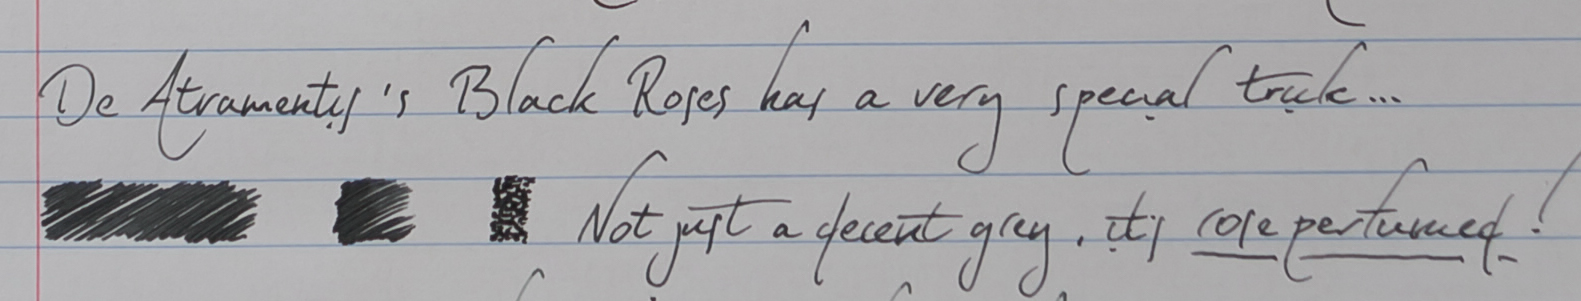 De Atramentis's Black Roses has a very special trick...
Not just a decent grey, it's rose perfumed!